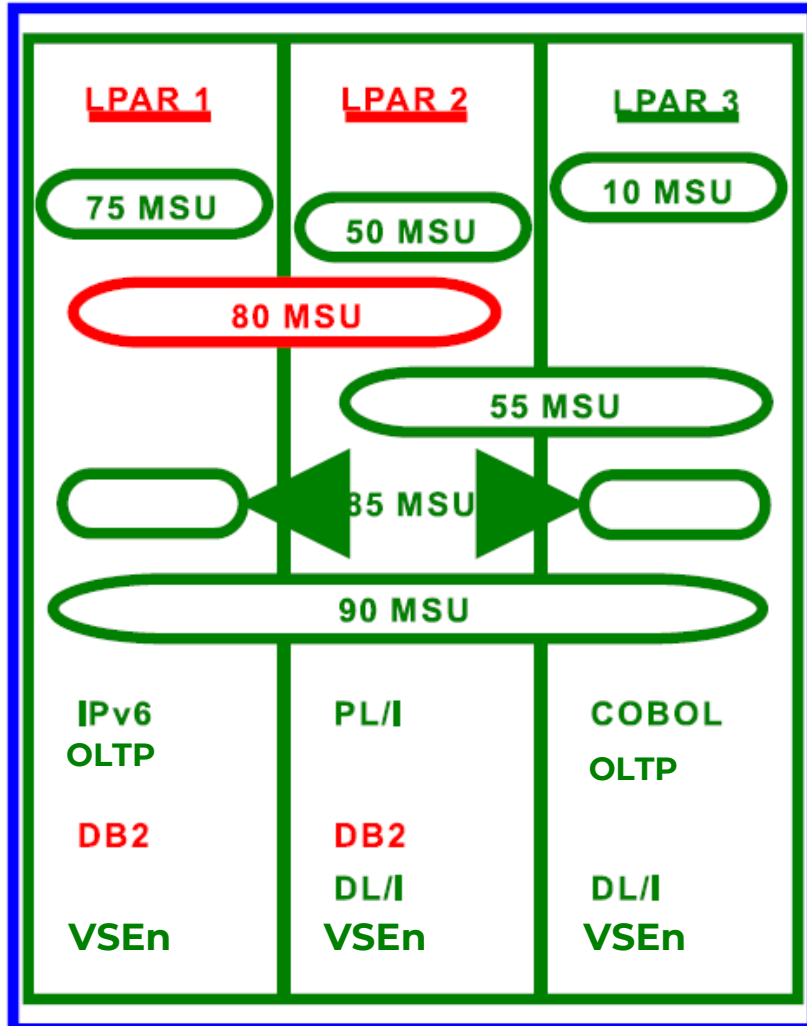 LPAR 1 LPAR 2 LPAR 3
75 MSU 50 MSU 10 MSU
80 MSU
55 MSU
85 MSU
90 MSU
IPv6 PL/I COBOL
OLTP OLTP
DB2 DB2
DL/I DL/I
VSEn VSEn VSEn